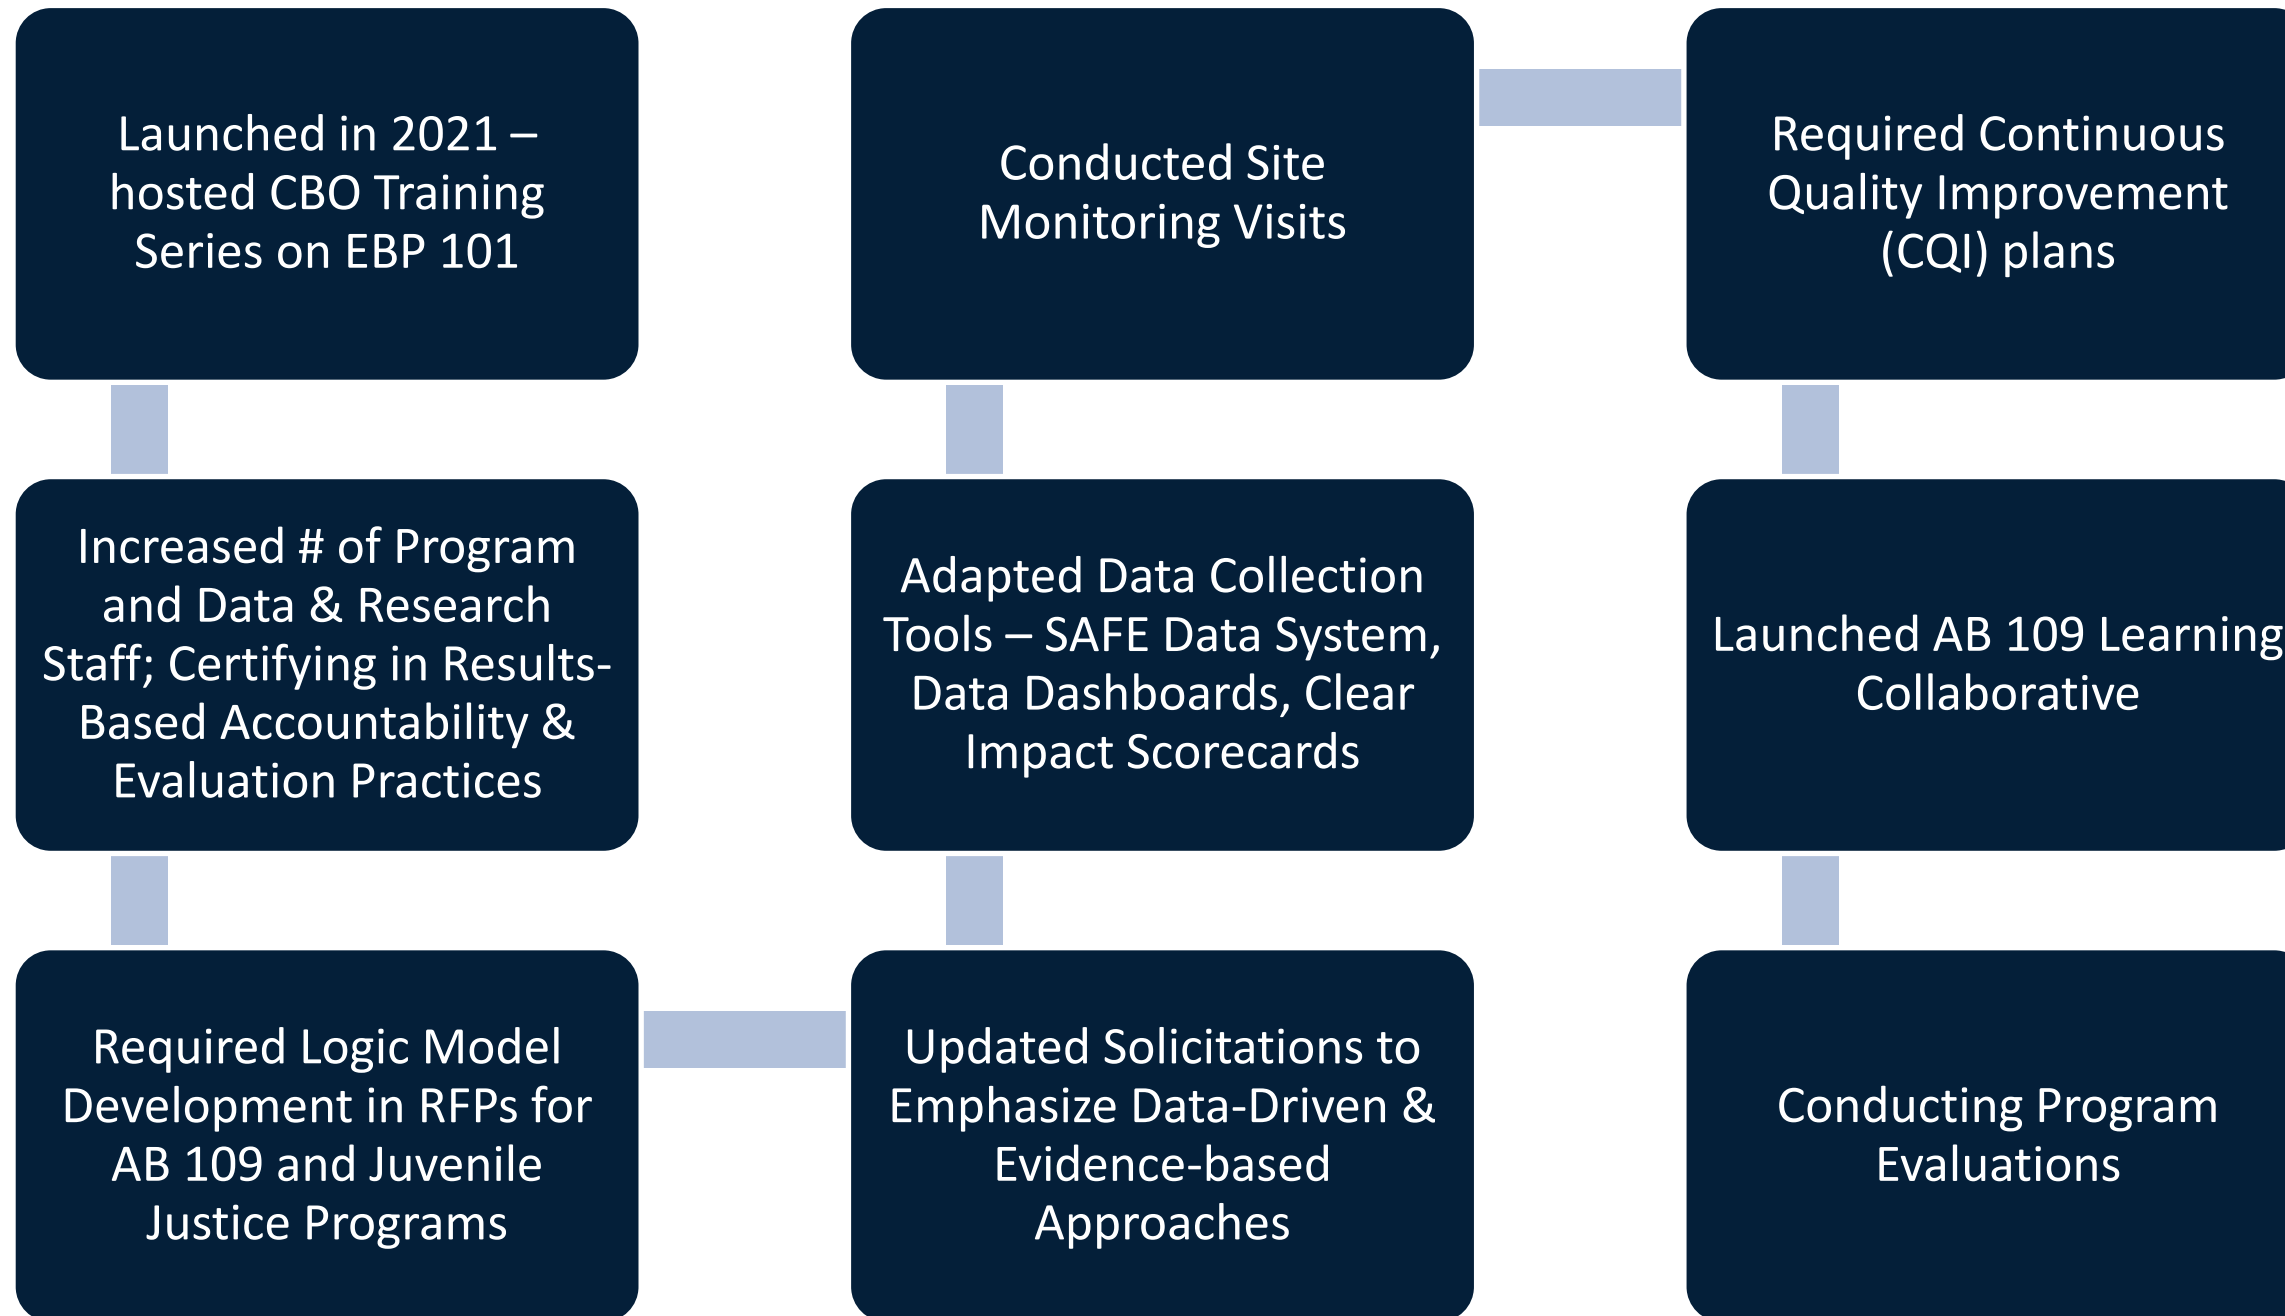 Launched in 2021 –
hosted CBO Training
Series on EBP 101
Increased # of Program
and Data & Research
Staff; Certifying in Results-
Based Accountability &
Evaluation Practices
Required Logic Model
Development in RFPs for
AB 109 and Juvenile
Justice Programs
Updated Solicitations to
Emphasize Data-Driven &
Evidence-based
Approaches
Adapted Data Collection
Tools – SAFE Data System,
Data Dashboards, Clear
Impact Scorecards
Conducted Site
Monitoring Visits
Required Continuous
Quality Improvement
(CQI) plans
Launched AB 109 Learning
Collaborative
Conducting Program
Evaluations